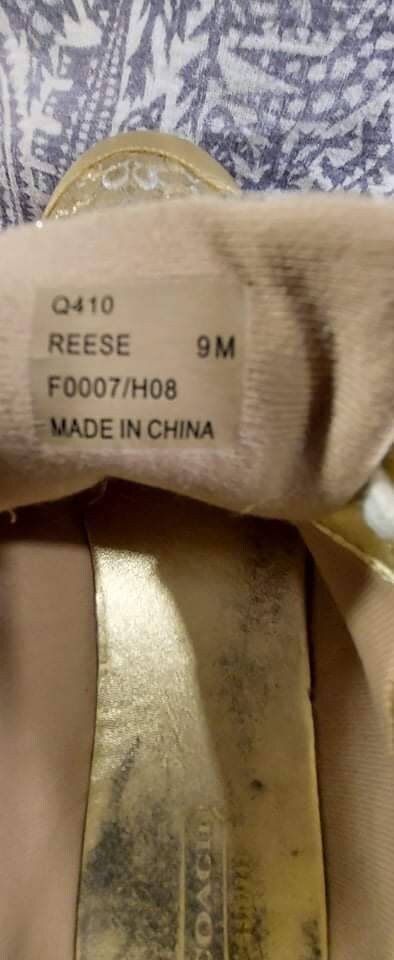 Q410
REESE 9M
F0007/H08
MADE IN CHINA
COACH